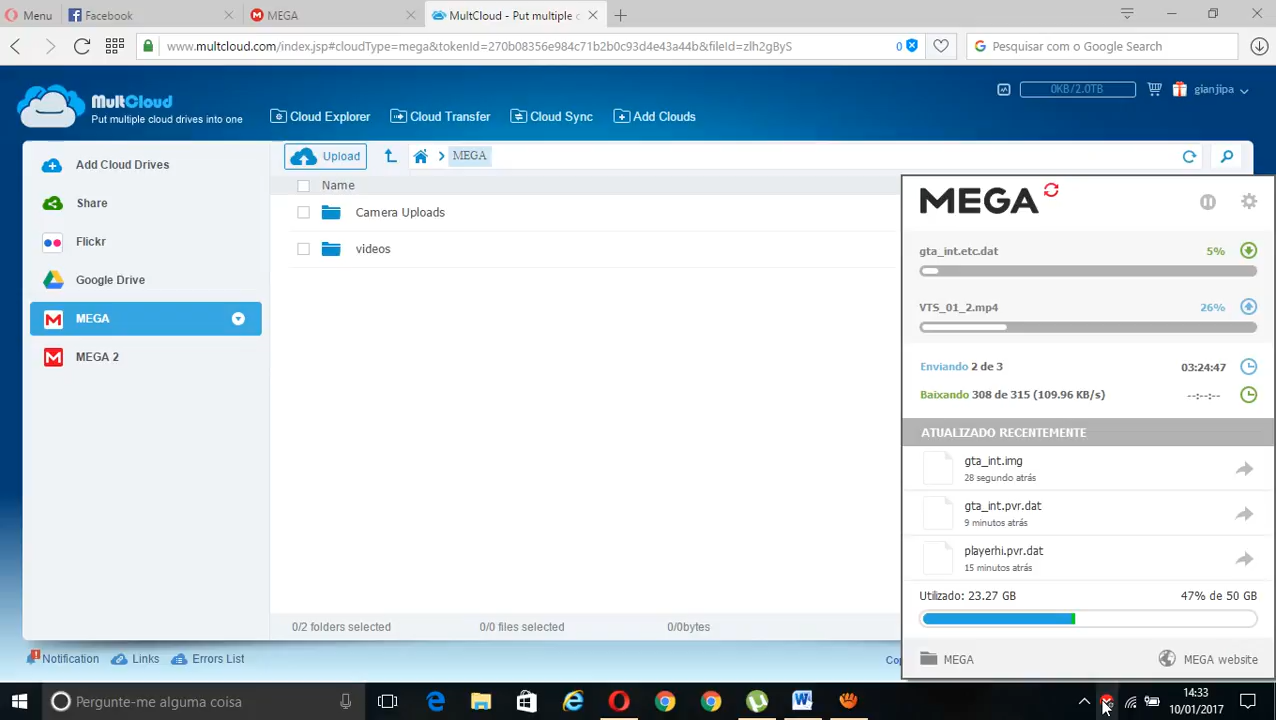 Menu Facebook MEGA MultCloud - Put multiple c
www.multcloud.com/index.jsp#cloudType=mega&tokenId=270b08356e984c71b2b0c93d4e43a44b&fileId=zlh2gByS 0 Pesquisar com o Google Search
MultCloud
Put multiple cloud drives into one
Cloud Explorer Cloud Transfer Cloud Sync Add Clouds
0KB/2.0TB gianjipa
Add Cloud Drives
Share
Flickr
Google Drive
MEGA
MEGA 2
Upload MEGA
Name
Camera Uploads
videos
0/2 folders selected 0/0 files selected 0/0bytes
Notification Links Errors List
MEGA
gta_int.etc.dat 5%
VTS_01_2.mp4 26%
Enviando 2 de 3 03:24:47
Baixando 308 de 315 (109.96 KB/s) --:--:--
ATUALIZADO RECENTEMENTE
gta_int.img
28 segundo atrás
gta_int.pvr.dat
9 minutos atrás
playerhi.pvr.dat
15 minutos atrás
Utilizado: 23.27 GB 47% de 50 GB
MEGA MEGA website
Pergunte-me alguma coisa
14:33
10/01/2017